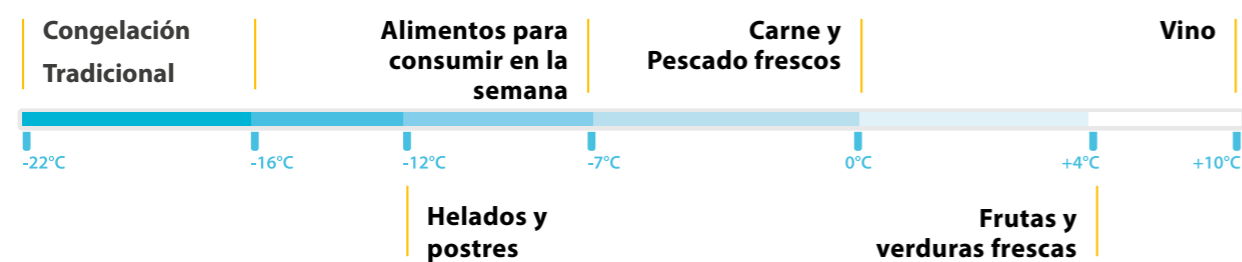 Congelación
Tradicional
Alimentos para
consumir en la
semana
Carne y
Pescado frescos
Vino
-22°C
-16°C
-12°C
-7°C
0°C
+4°C
+10°C
Helados y
postres
Frutas y
verduras frescas